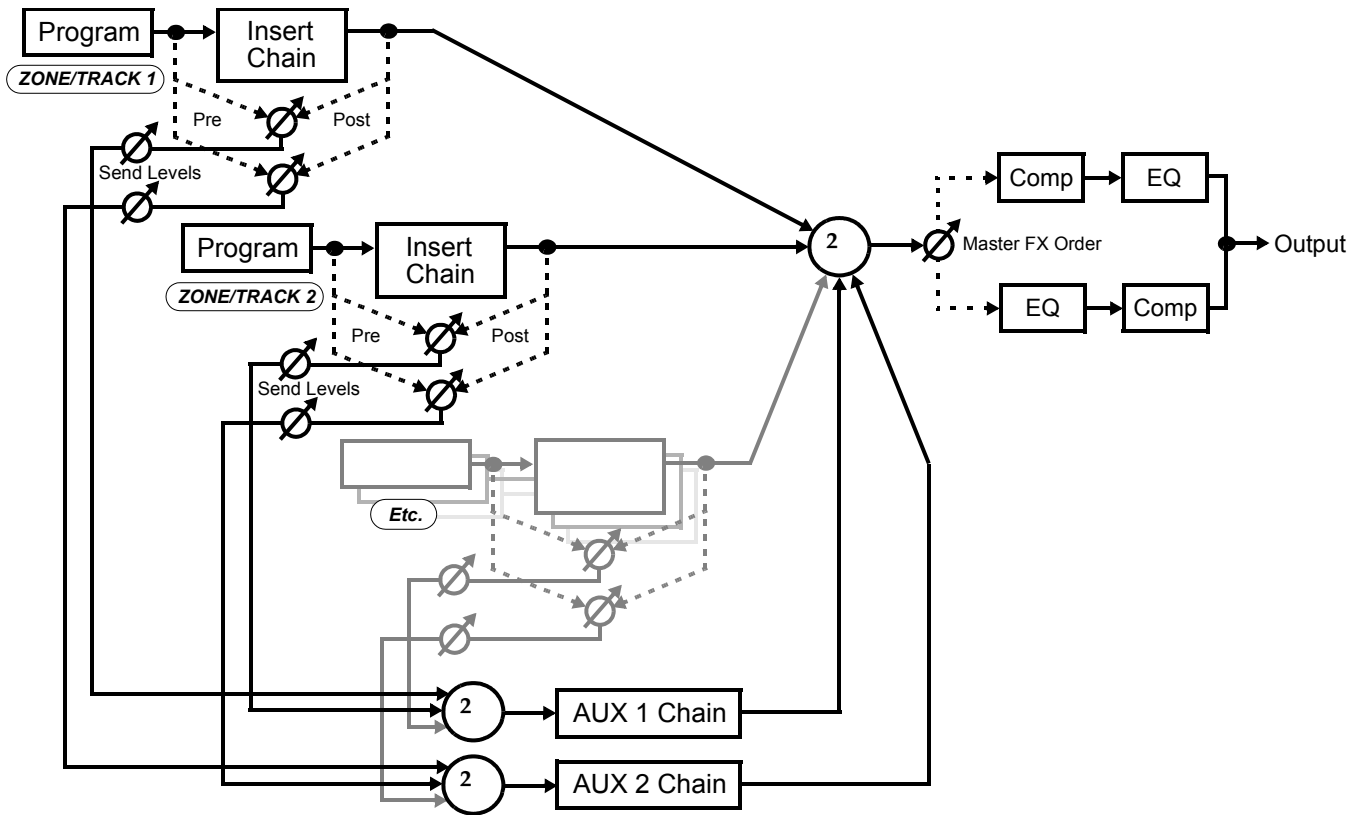 Program
Insert
Chain
ZONE/TRACK 1
Pre
Post
Send Levels
Program
Insert
Chain
ZONE/TRACK 2
Pre
Post
Send Levels
Etc.
2
Master FX Order
Comp
EQ
EQ
Comp
Output
2
AUX 1 Chain
2
AUX 2 Chain